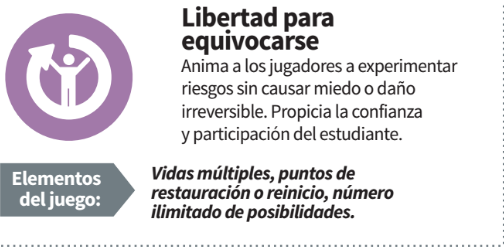 Libertad para
equivocarse
Anima a los jugadores a experimentar
riesgos sin causar miedo o daño
irreversible. Propicia la confianza
y participación del estudiante.
Elementos
del juego:
Vidas múltiples, puntos de
restauración o reinicio, número
ilimitado de posibilidades.